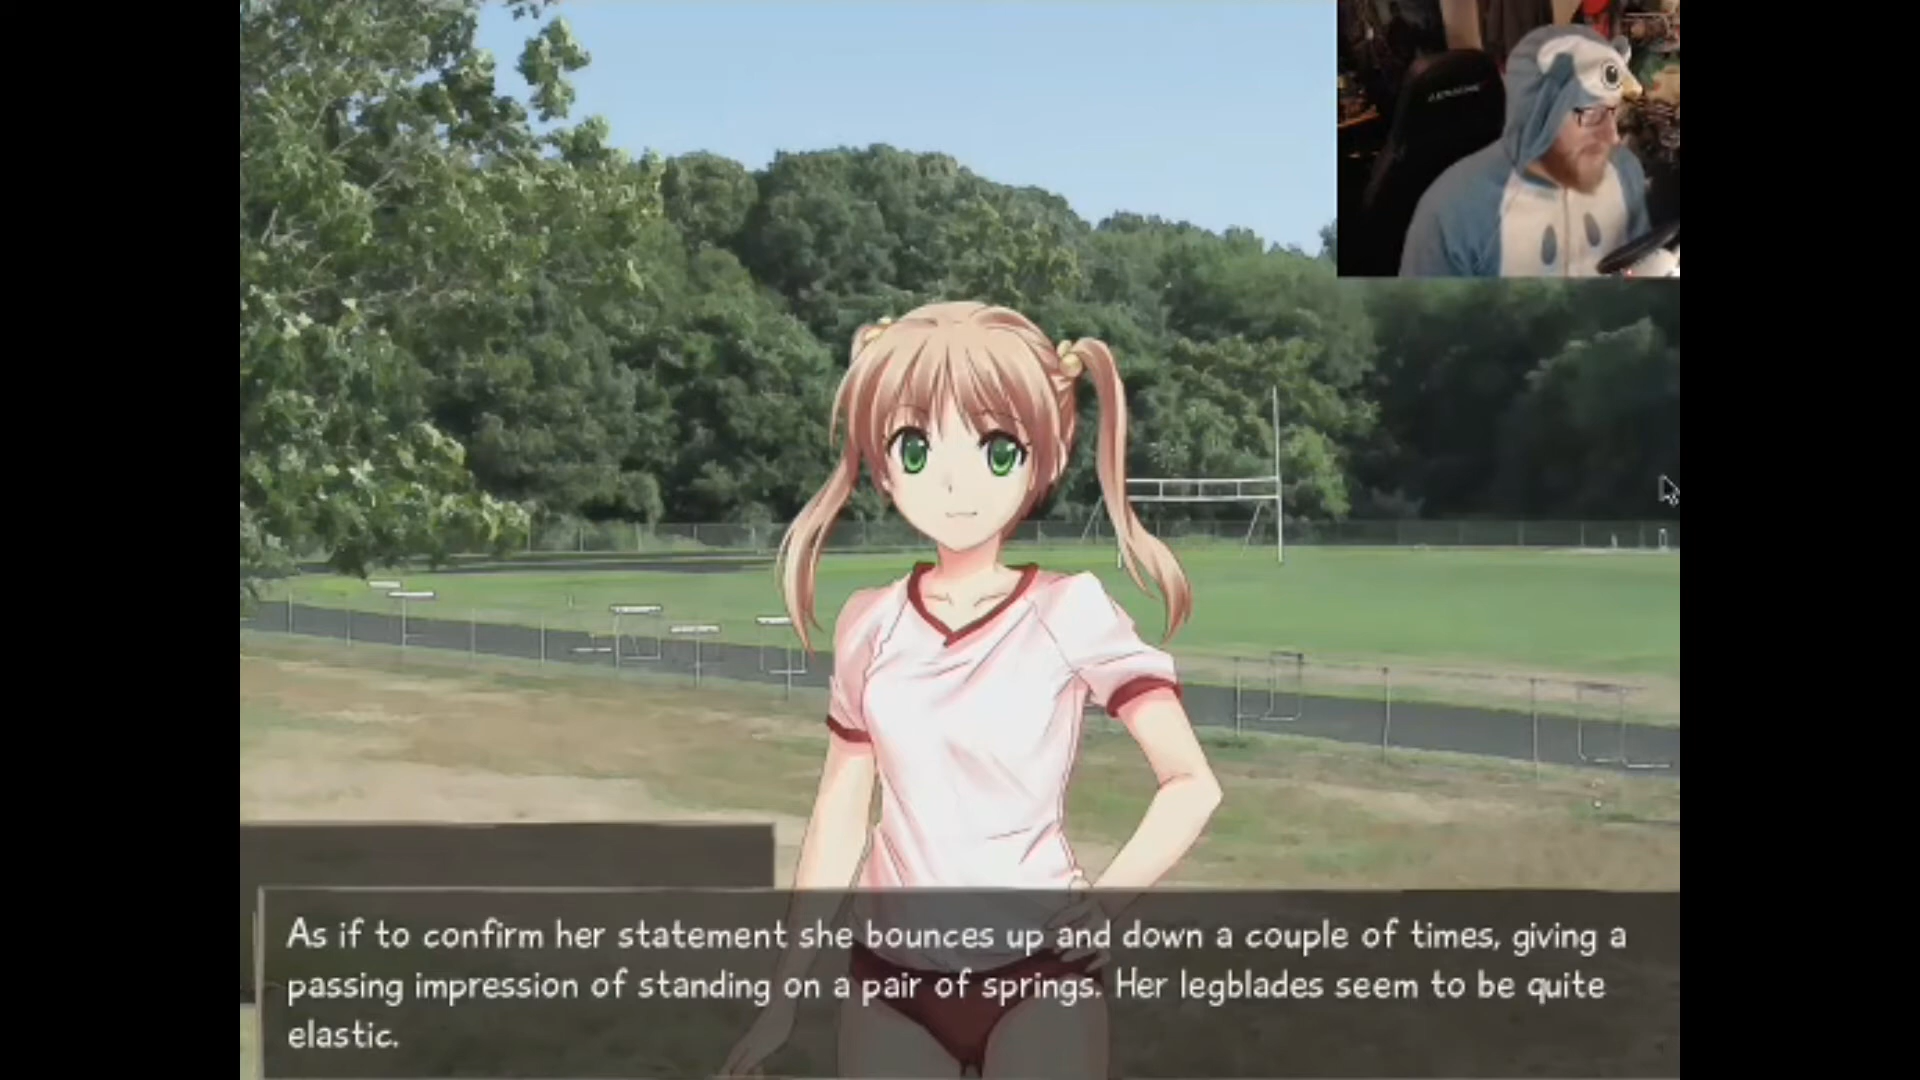 As if to confirm her statement she bounces up and down a couple of times, giving a
passing impression of standing on a pair of springs. Her legblades seem to be quite
elastic.